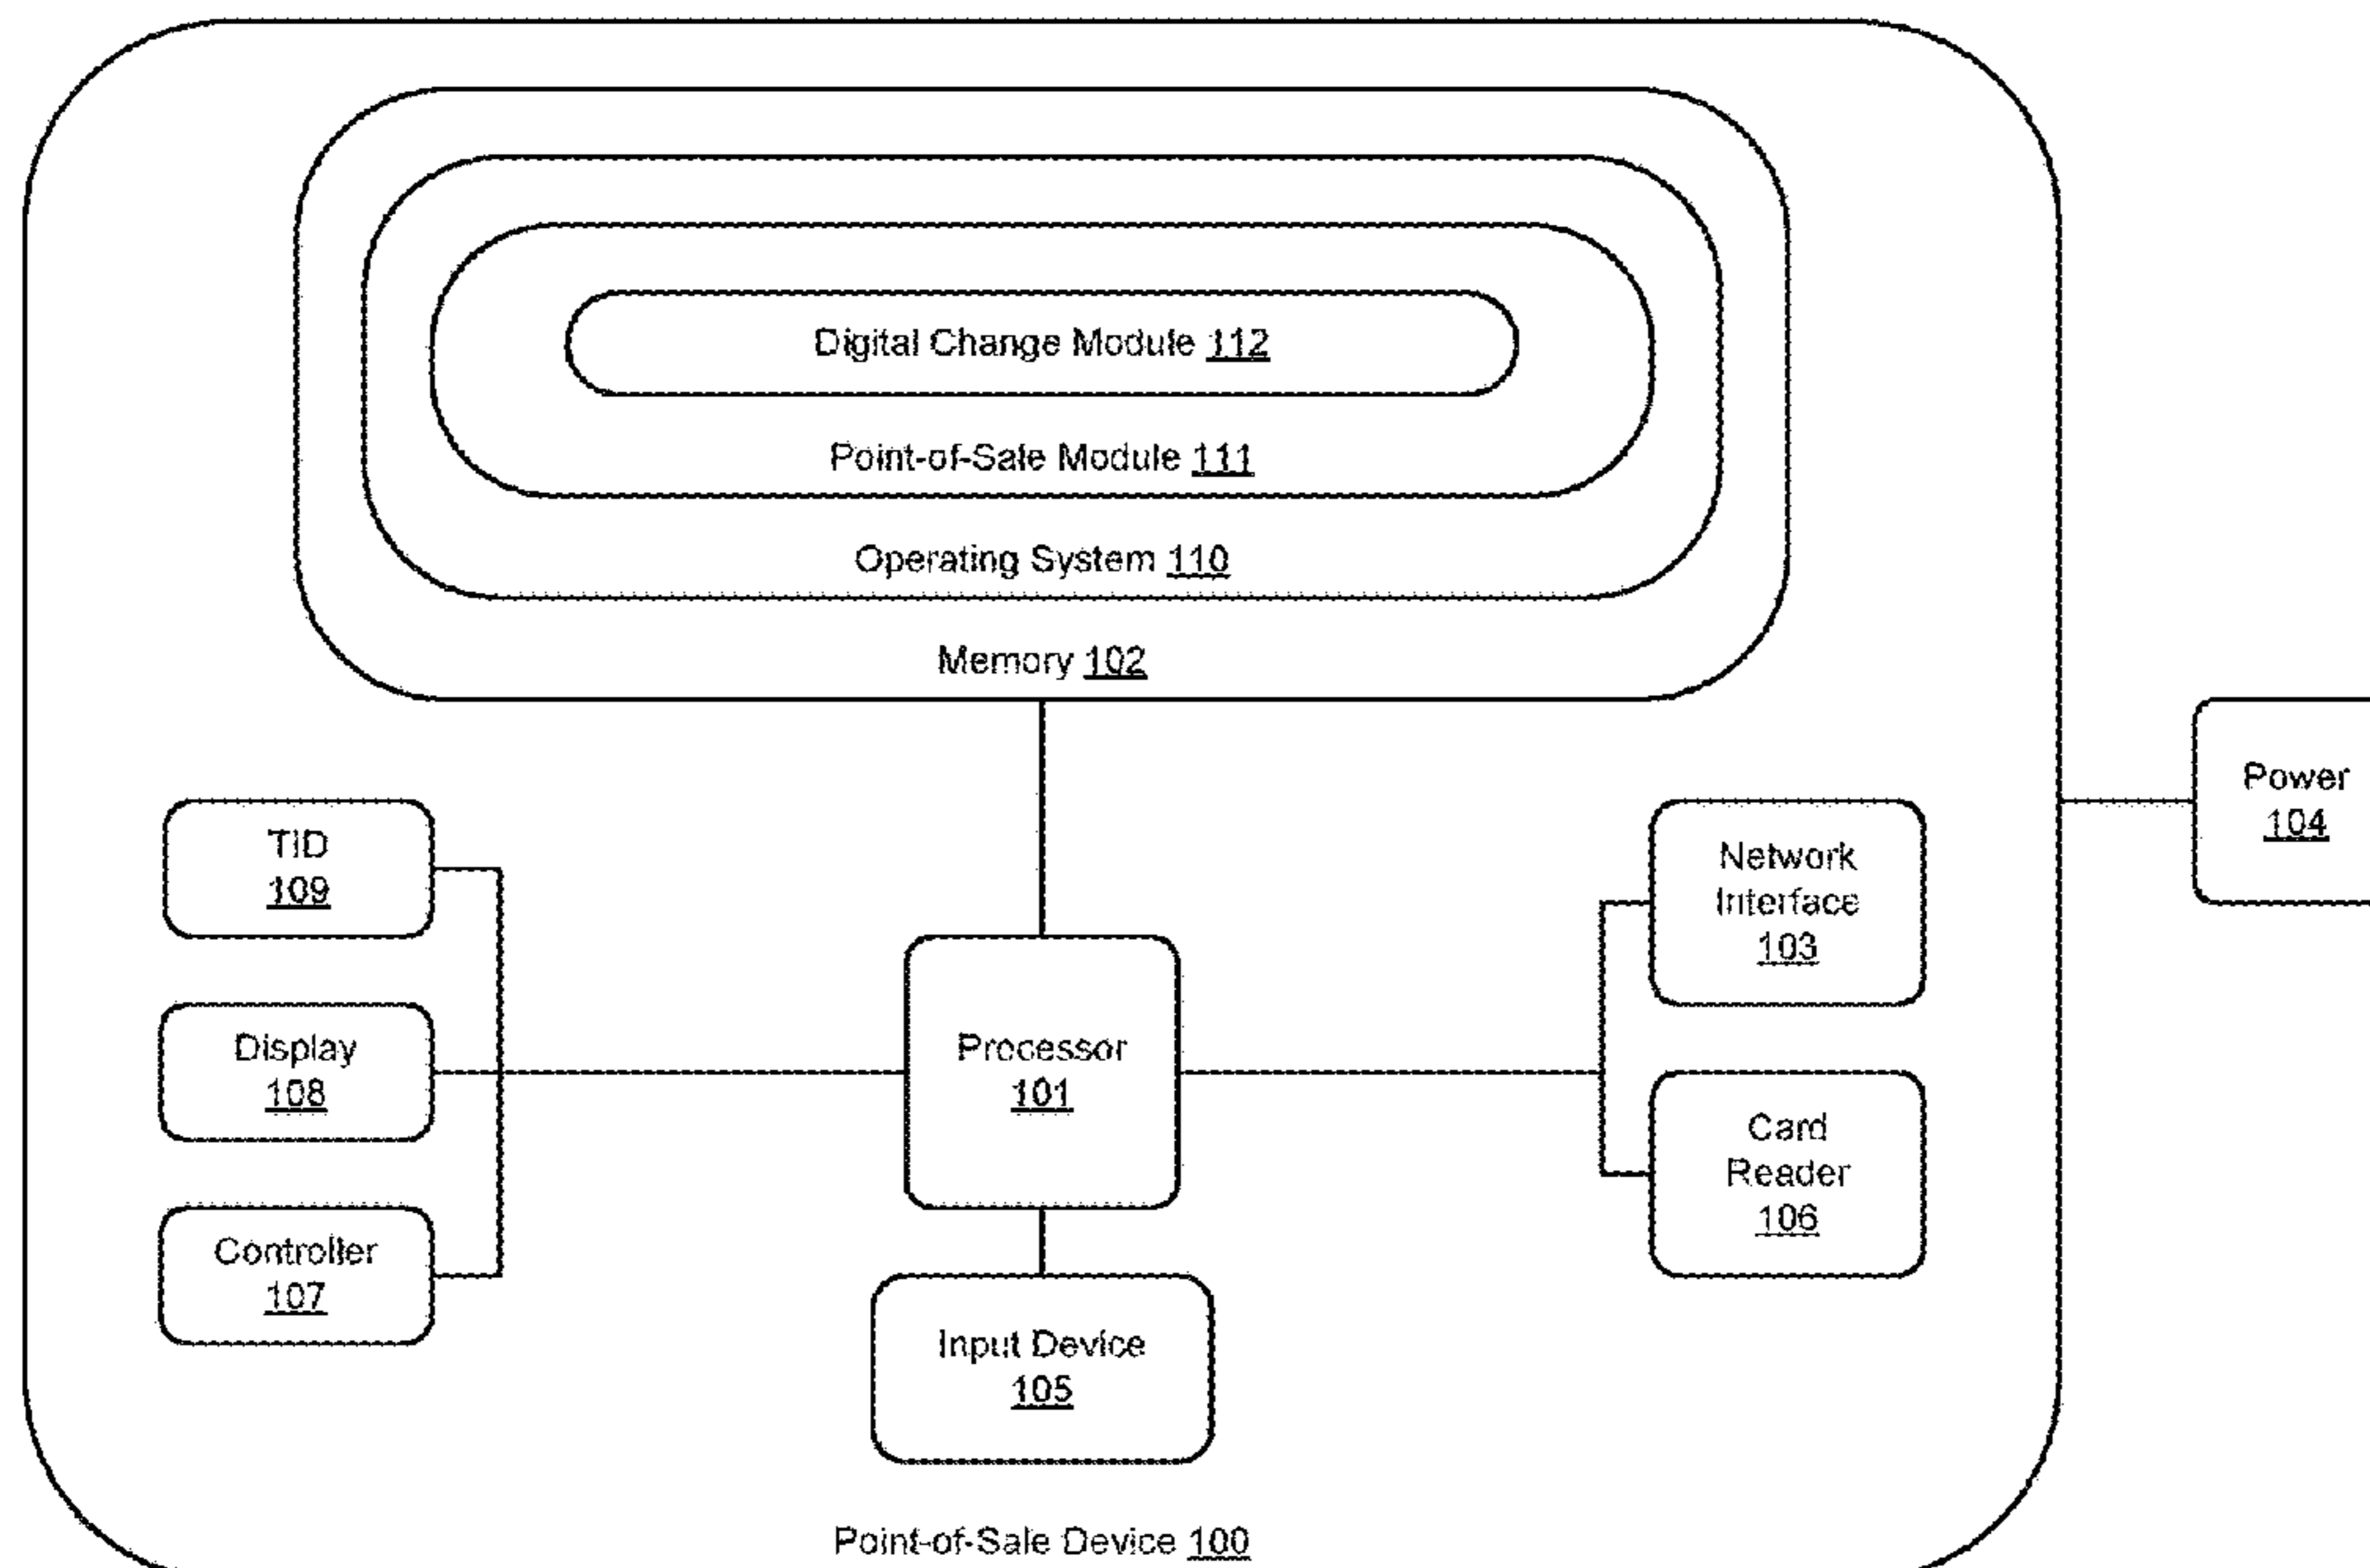 Digital Change Module 112
Point-of-Sale Module 111
Operating System 110
Memory 102
Power
104
TID
109
Network
Interface
103
Display
108
Processor
101
Card
Reader
106
Controller
107
Input Device
105
Point-of-Sale Device 100